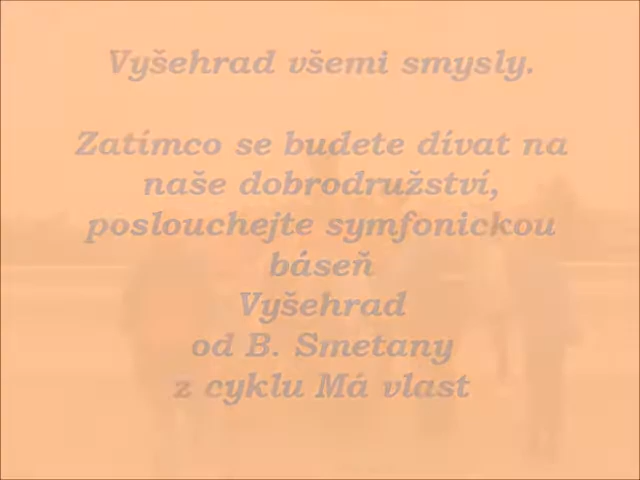 Vyšehrad všemi smysly.
Zatímco se budete dívat na
naše dobrodružství,
poslouchejte symfonickou
báseň
Vyšehrad
od B. Smetany
z cyklu Má vlast